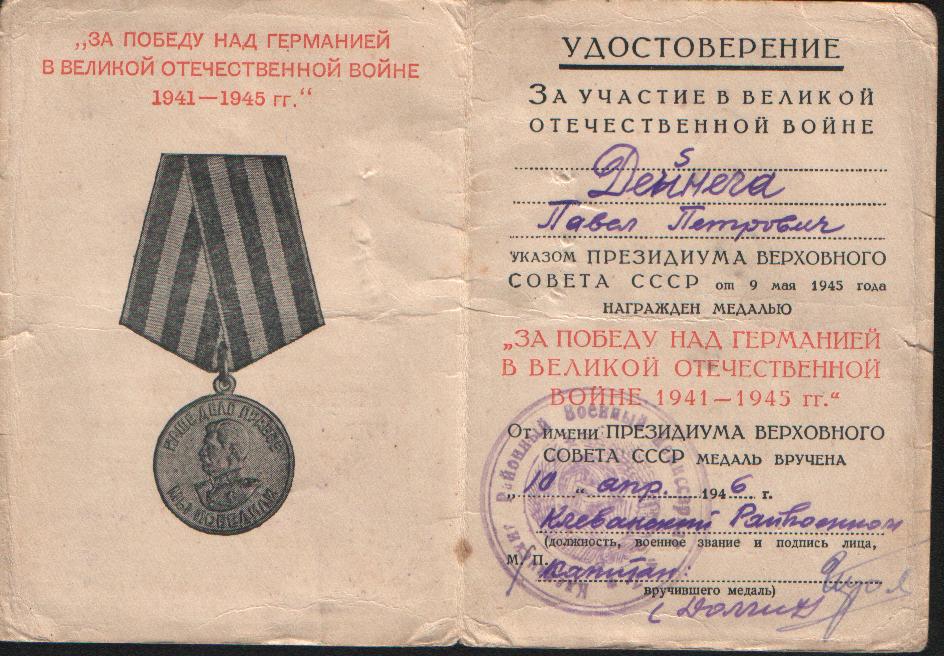 „ЗА ПОБЕДУ НАД ГЕРМАНИЕЙ
В ВЕЛИКОЙ ОТЕЧЕСТВЕННОЙ ВОЙНЕ
1941—1945 гг.“
НАШЕ ДЕЛО ПРАВОЕ
МЫ ПОБЕДИЛИ
УДОСТОВЕРЕНИЕ
ЗА УЧАСТИЕ В ВЕЛИКОЙ
ОТЕЧЕСТВЕННОЙ ВОЙНЕ
Дейнега
Павел Петрович
УКАЗОМ ПРЕЗИДИУМА ВЕРХОВНОГО
СОВЕТА СССР от 9 мая 1945 года
НАГРАЖДЕН МЕДАЛЬЮ
„ЗА ПОБЕДУ НАД ГЕРМАНИЕЙ
В ВЕЛИКОЙ ОТЕЧЕСТВЕННОЙ
ВОЙНЕ 1941—1945 гг.“
ОТ ИМЕНИ ПРЕЗИДИУМА ВЕРХОВНОГО
СОВЕТА СССР МЕДАЛЬ ВРУЧЕНА
„10“ апр. 1946 г.
Клеванский Райвоенком
(должность, военное звание и подпись лица,
М. П. капитан
вручившего медаль)
(Долгих)
Районный Военный